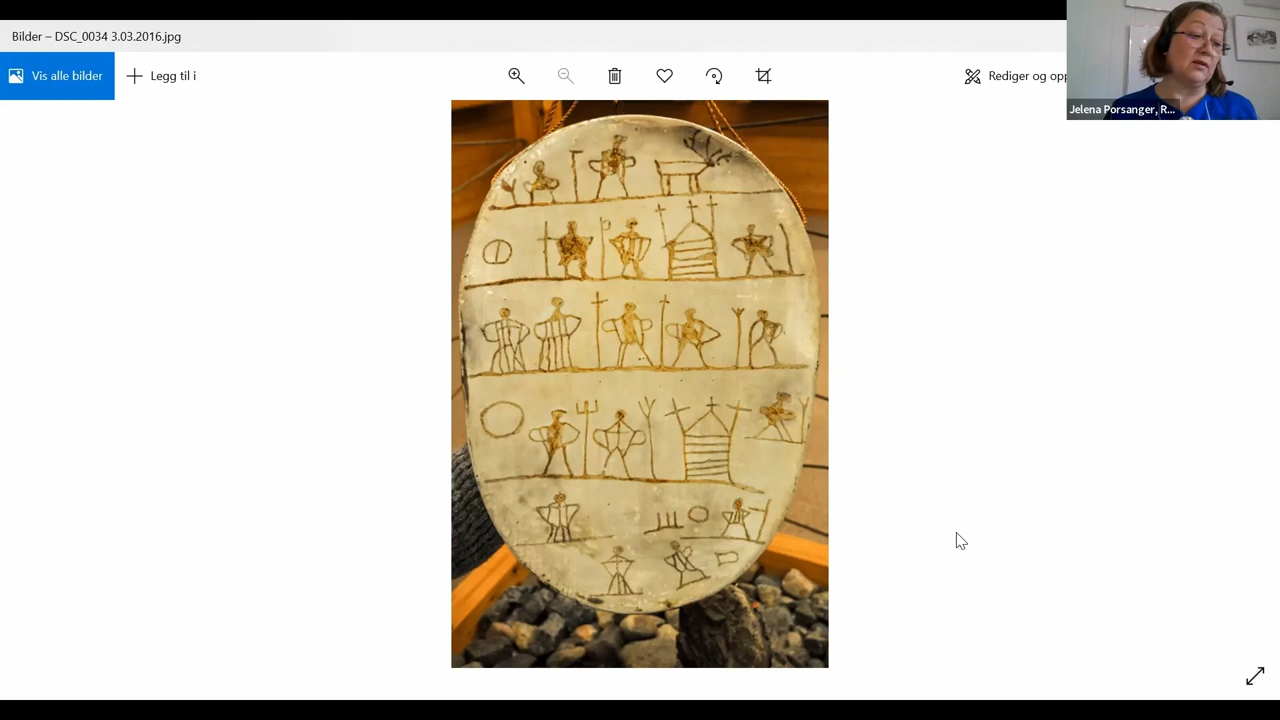 Bilder – DSC_0034 3.03.2016.jpg
Vis alle bilder
Legg til i
Rediger og opp
Jelena Porsanger, R...